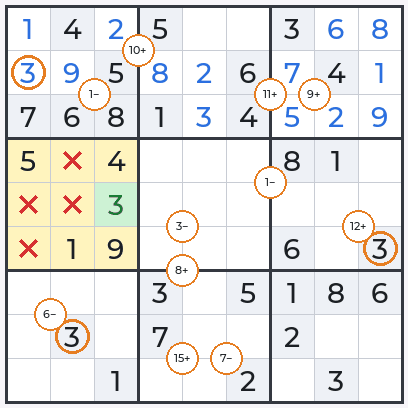 1 4 2 5 3 6 8
10+
3 9 5 8 2 6 7 4 1
1− 11+ 9+
7 6 8 1 3 4 5 2 9
5 × 4 8 1
1−
× × 3
3− 12+
× 1 9 6 3
8+
3 5 1 8 6
6−
3 7 2
15+ 7−
1 2 3